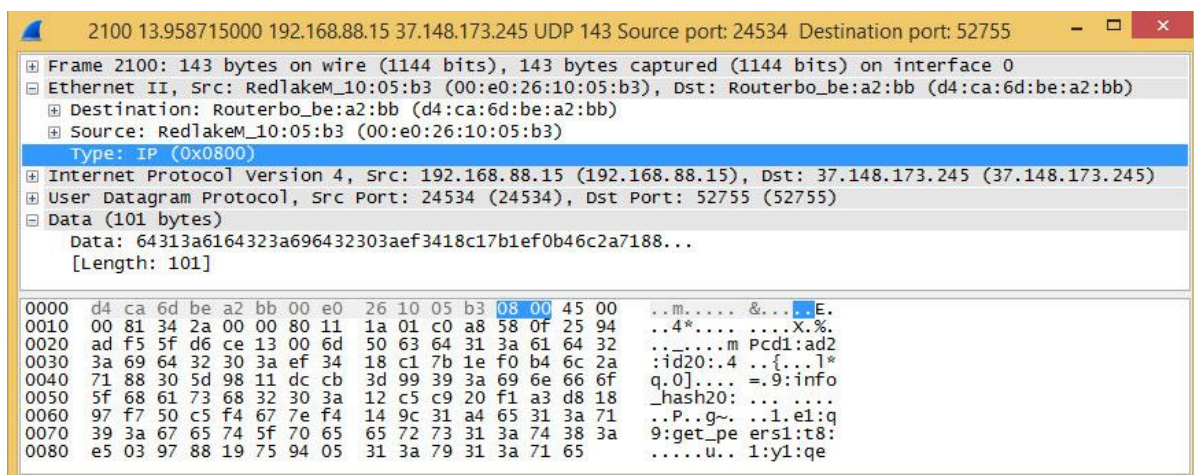 2100 13.958715000 192.168.88.15 37.148.173.245 UDP 143 Source port: 24534 Destination port: 52755
Frame 2100: 143 bytes on wire (1144 bits), 143 bytes captured (1144 bits) on interface 0
Ethernet II, Src: RedlakeM_10:05:b3 (00:e0:26:10:05:b3), Dst: Routerbo_be:a2:bb (d4:ca:6d:be:a2:bb)
Destination: Routerbo_be:a2:bb (d4:ca:6d:be:a2:bb)
Source: RedlakeM_10:05:b3 (00:e0:26:10:05:b3)
Type: IP (0x0800)
Internet Protocol Version 4, Src: 192.168.88.15 (192.168.88.15), Dst: 37.148.173.245 (37.148.173.245)
User Datagram Protocol, Src Port: 24534 (24534), Dst Port: 52755 (52755)
Data (101 bytes)
Data: 64313a6164323a696432303aef3418c17b1ef0b46c2a7188...
[Length: 101]
0000 d4 ca 6d be a2 bb 00 e0 26 10 05 b3 08 00 45 00 ..m..... &.....E.
0010 00 81 34 2a 00 00 80 11 1a 01 c0 a8 58 0f 25 94 ..4*.... ....X.%.
0020 ad f5 5f d6 ce 13 00 6d 50 63 64 31 3a 61 64 32 .._....m Pcd1:ad2
0030 3a 69 64 32 30 3a ef 34 18 c1 7b 1e f0 b4 6c 2a :id20:.4 ..{...l*
0040 71 88 30 5d 98 11 dc cb 3d 99 39 3a 69 6e 66 6f q.0].... =.9:info
0050 5f 68 61 73 68 32 30 3a 12 c5 c9 20 f1 a3 d8 18 _hash20: ... ....
0060 97 f7 50 c5 f4 67 7e f4 14 9c 31 a4 65 31 3a 71 ..P..g~. ..1.e1:q
0070 39 3a 67 65 74 5f 70 65 65 72 73 31 3a 74 38 3a 9:get_pe ers1:t8:
0080 e5 03 97 88 19 75 94 05 31 3a 79 31 3a 71 65 .....u.. 1:y1:qe